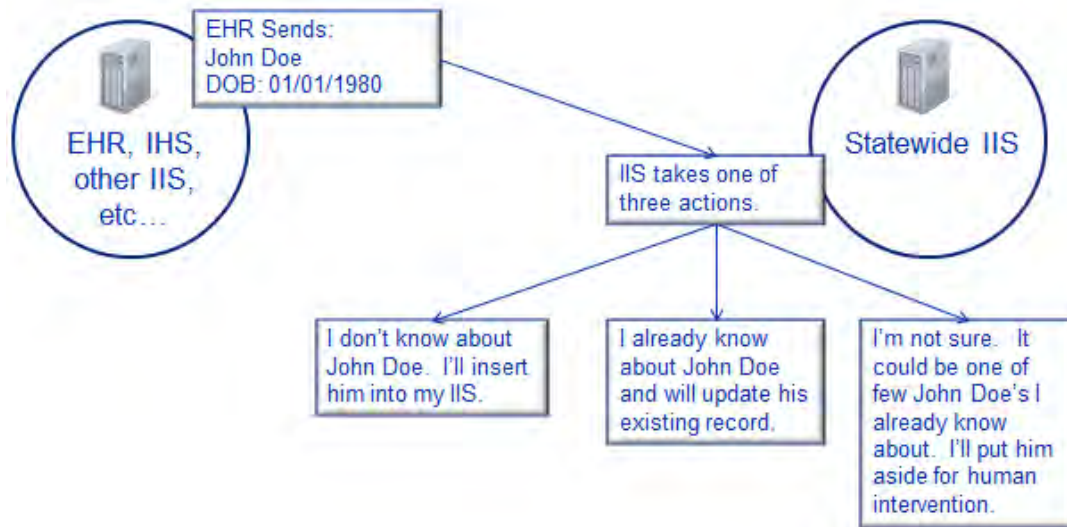 EHR Sends:
John Doe
DOB: 01/01/1980
EHR, IHS,
other IIS,
etc...
Statewide IIS
IIS takes one of
three actions.
I don't know about
John Doe. I'll insert
him into my IIS.
I already know
about John Doe
and will update his
existing record.
I'm not sure. It
could be one of
few John Doe's I
already know
about. I'll put him
aside for human
intervention.